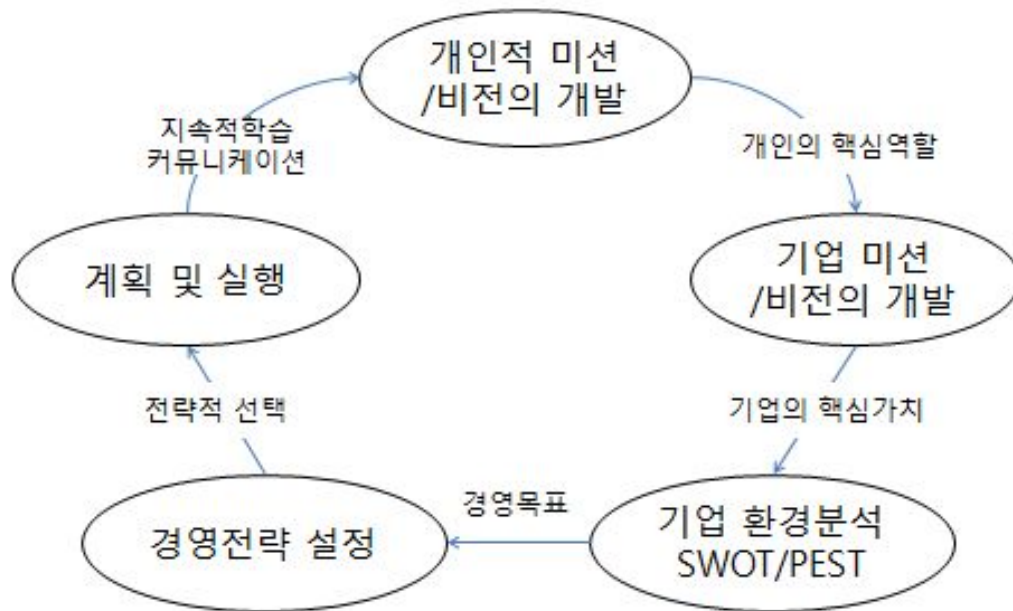 개인적 미션
/비전의 개발
지속적학습
커뮤니케이션
개인의 핵심역할
계획 및 실행
기업 미션
/비전의 개발
전략적 선택
기업의 핵심가치
경영목표
경영전략 설정
기업 환경분석
SWOT/PEST